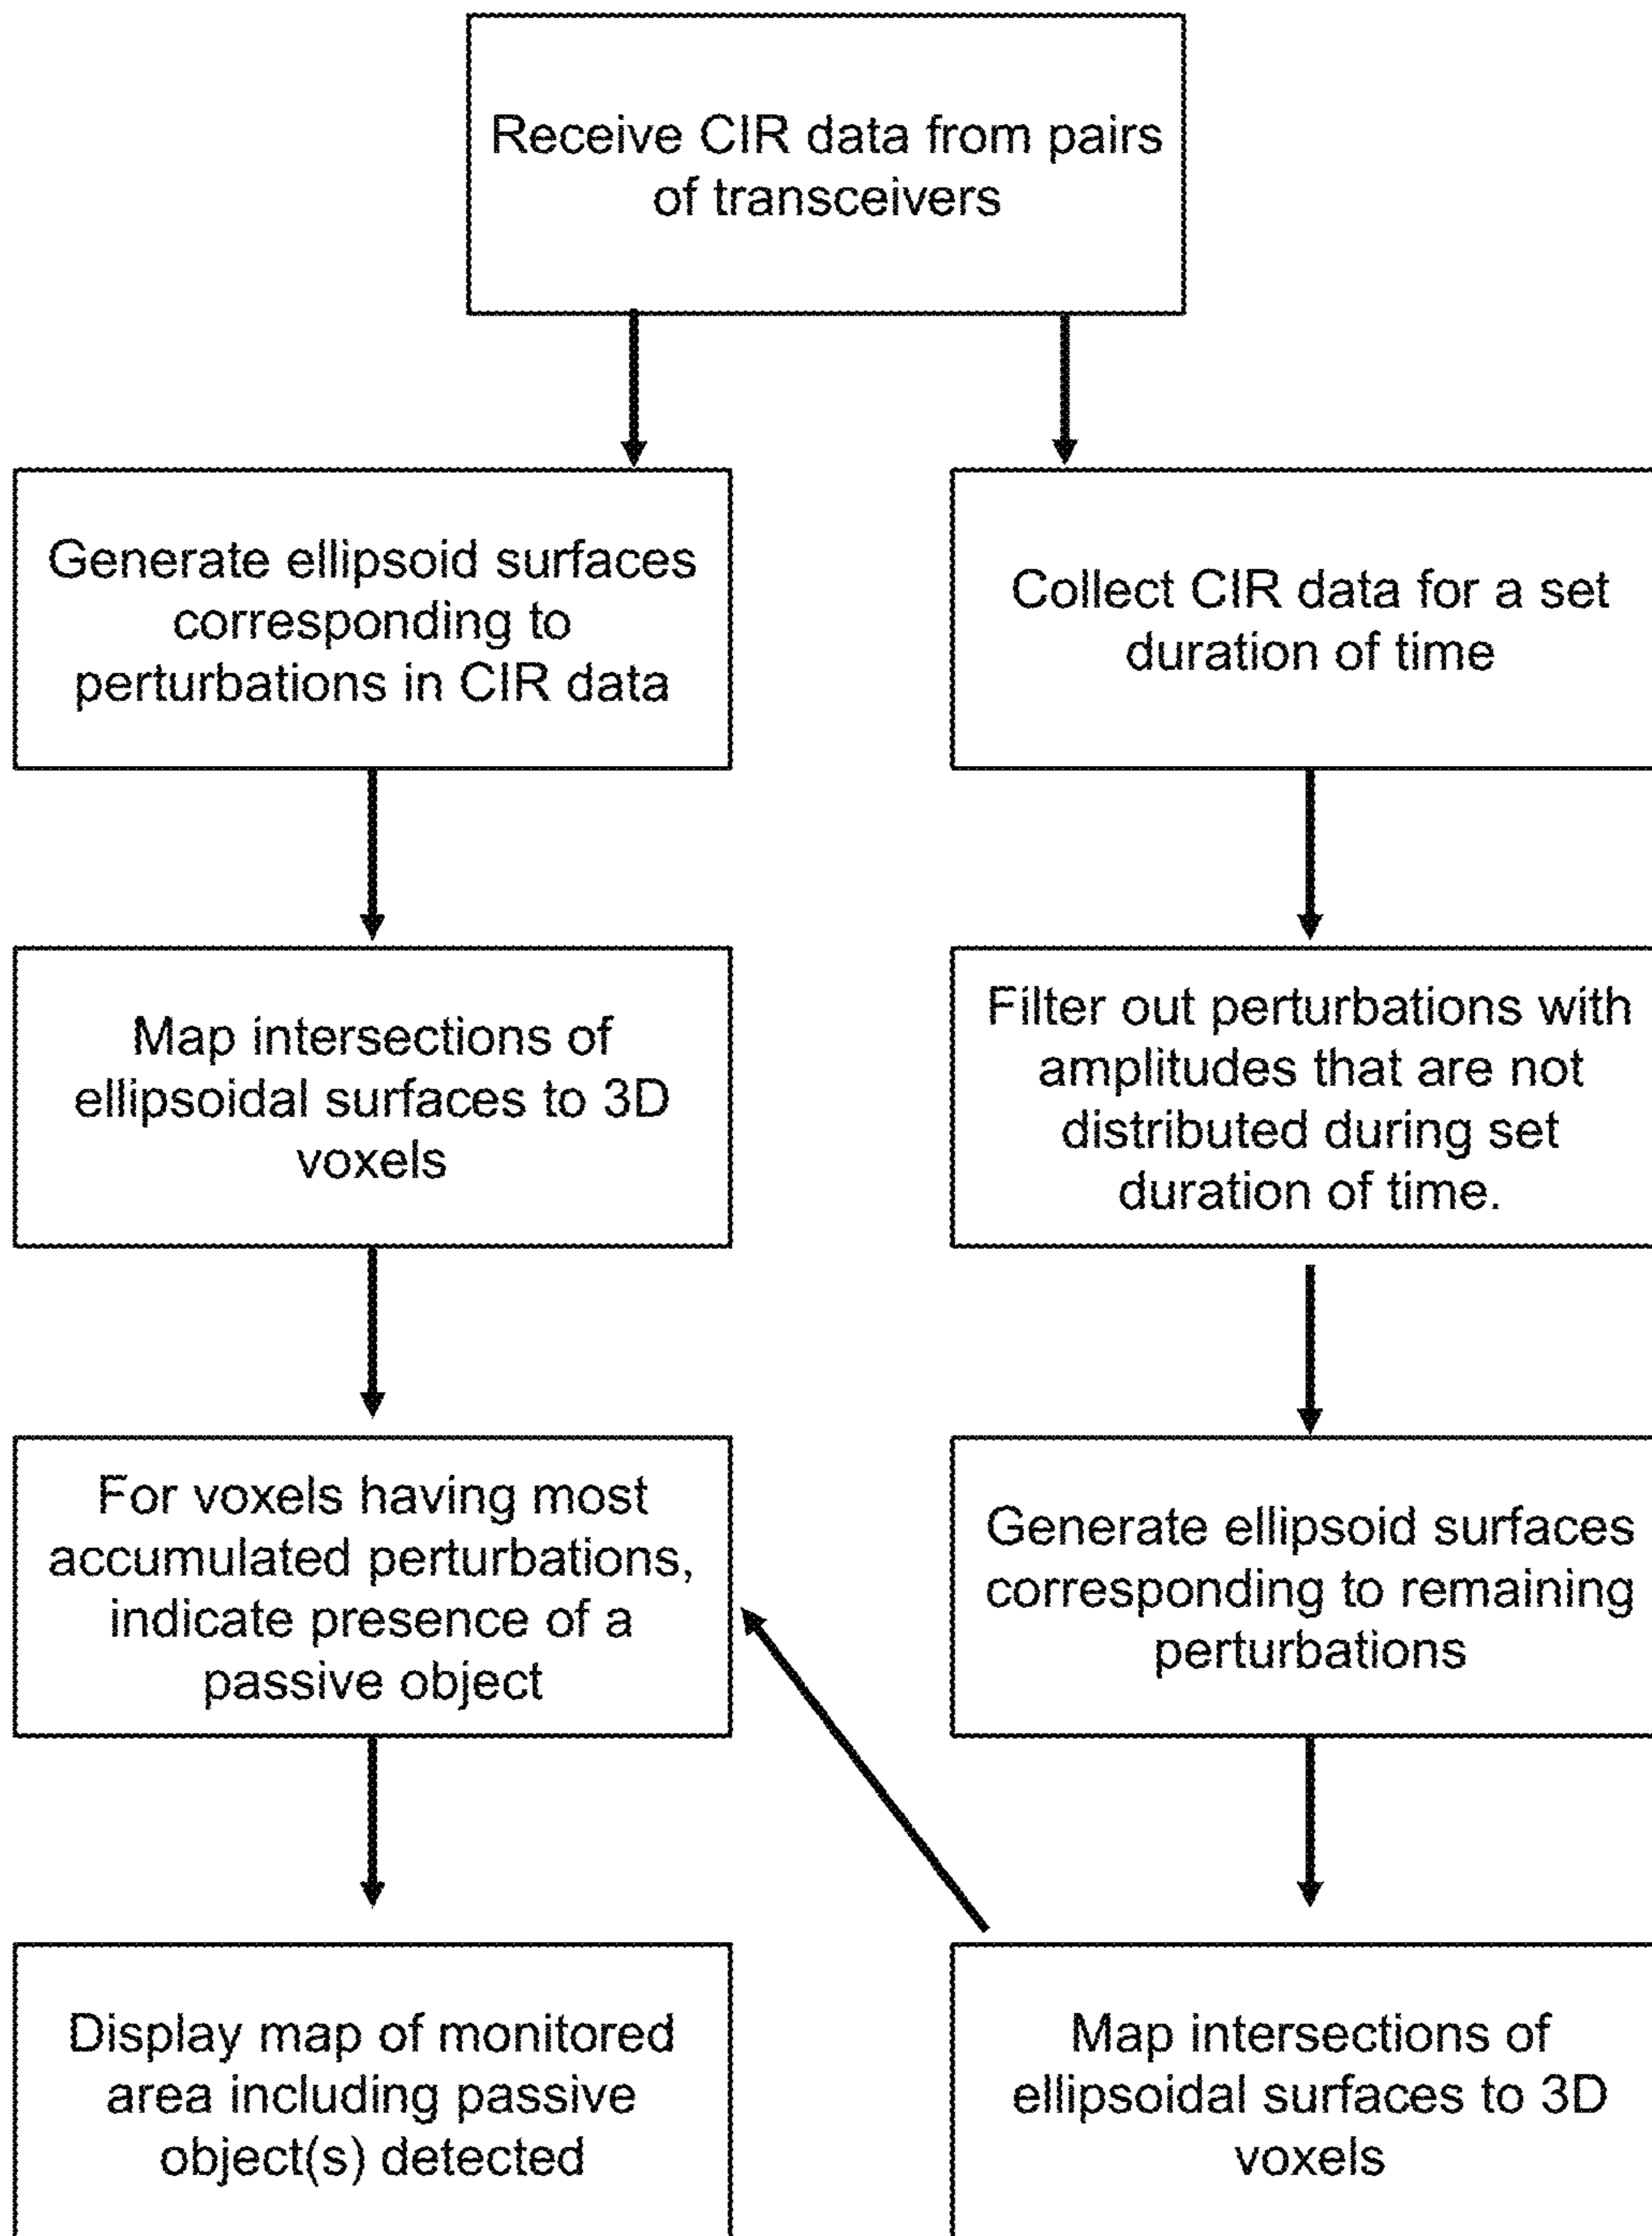 Receive CIR data from pairs
of transceivers
Generate ellipsoid surfaces
corresponding to
perturbations in CIR data
Collect CIR data for a set
duration of time
Map intersections of
ellipsoidal surfaces to 3D
voxels
Filter out perturbations with
amplitudes that are not
distributed during set
duration of time.
For voxels having most
accumulated perturbations,
indicate presence of a
passive object
Generate ellipsoid surfaces
corresponding to remaining
perturbations
Display map of monitored
area including passive
object(s) detected
Map intersections of
ellipsoidal surfaces to 3D
voxels